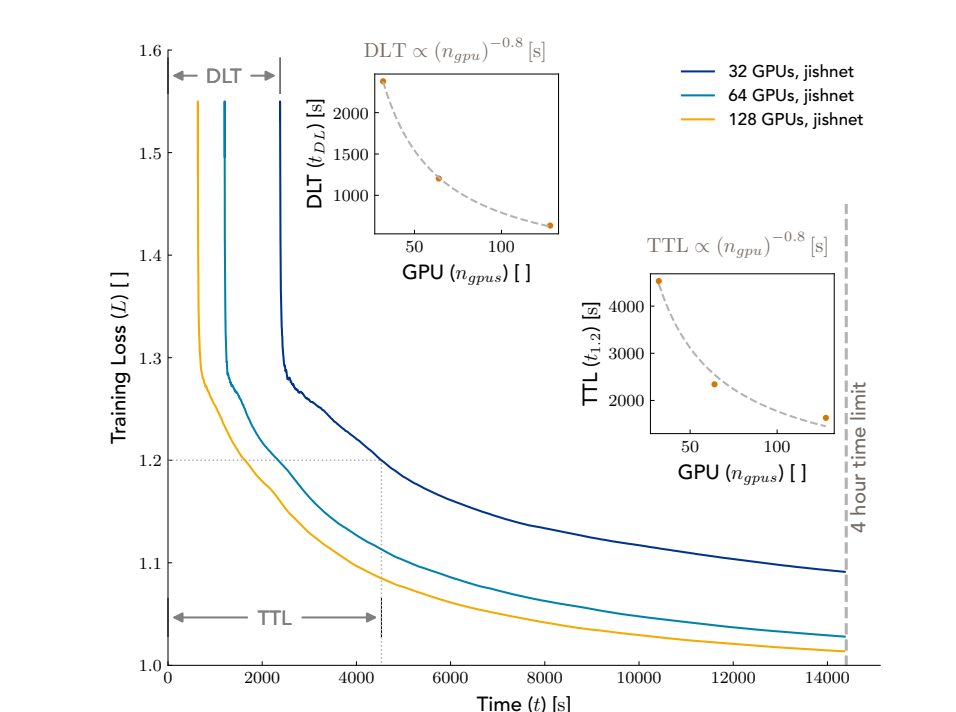 DLT ∝ (n_gpu)^−0.8 [s]
32 GPUs, jishnet
64 GPUs, jishnet
128 GPUs, jishnet
DLT
DLT (t_DL) [s]
2000
1500
1000
50 100
GPU (n_gpus) [ ]
TTL ∝ (n_gpu)^−0.8 [s]
TTL (t_1.2) [s]
4000
3000
2000
50 100
GPU (n_gpus) [ ]
4 hour time limit
TTL
Training Loss (L) [ ]
1.6
1.5
1.4
1.3
1.2
1.1
1.0
0 2000 4000 6000 8000 10000 12000 14000
Time (t) [s]